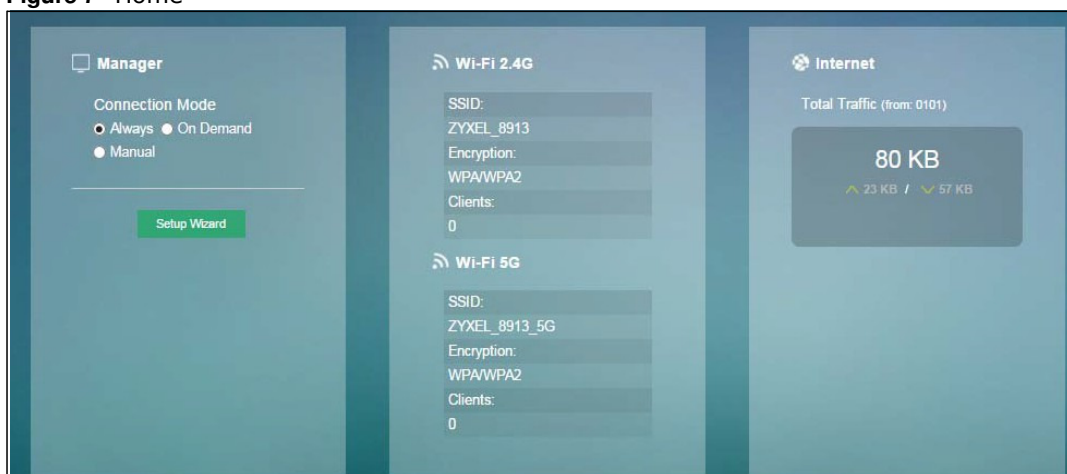 Figure 7 Home
Manager
Connection Mode
Always On Demand
Manual
Setup Wizard
Wi-Fi 2.4G
SSID:
ZYXEL_8913
Encryption:
WPA/WPA2
Clients:
0
Wi-Fi 5G
SSID:
ZYXEL_8913_5G
Encryption:
WPA/WPA2
Clients:
0
Internet
Total Traffic (from: 0101)
80 KB
23 KB / 57 KB